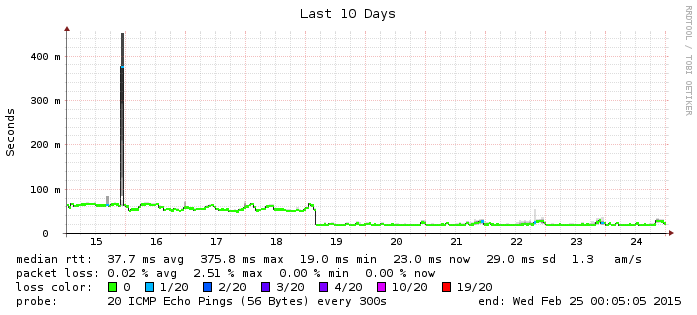 Last 10 Days
RRDTOOL / TOBI OETIKER
Seconds
400 m
300 m
200 m
100 m
0
15 16 17 18 19 20 21 22 23 24
median rtt: 37.7 ms avg 375.8 ms max 19.0 ms min 23.0 ms now 29.0 ms sd 1.3 am/s
packet loss: 0.02 % avg 2.51 % max 0.00 % min 0.00 % now
loss color: 0 1/20 2/20 3/20 4/20 10/20 19/20
probe: 20 ICMP Echo Pings (56 Bytes) every 300s end: Wed Feb 25 00:05:05 2015